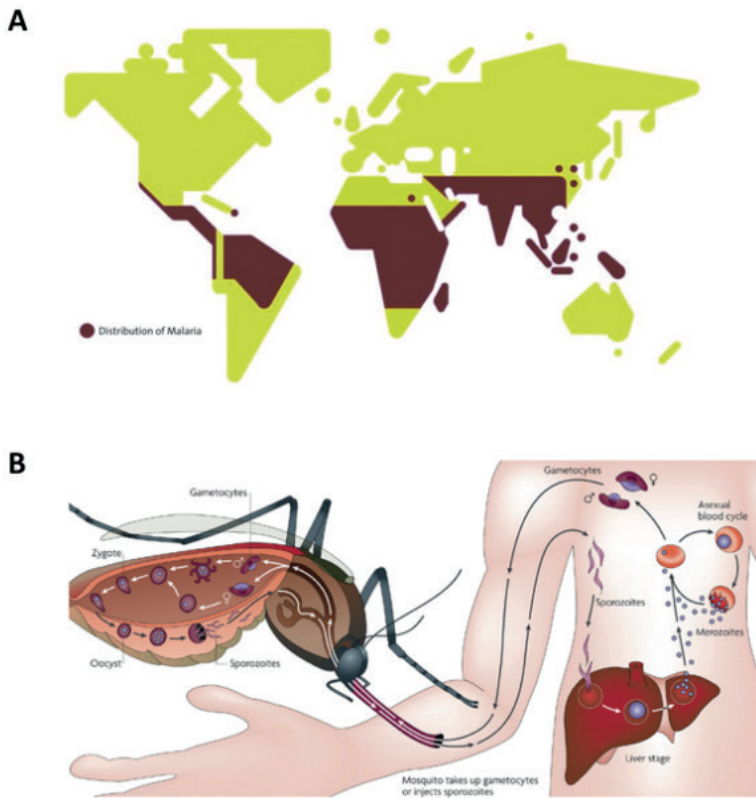 A
Distribution of Malaria
B
Gametocytes
Gametocytes
♀
♂
Asexual
blood cycle
Zygote
♂
♀
Sporozoites
Merozoites
Oocyst
Sporozoites
Liver stage
Mosquito takes up gametocytes
or injects sporozoites